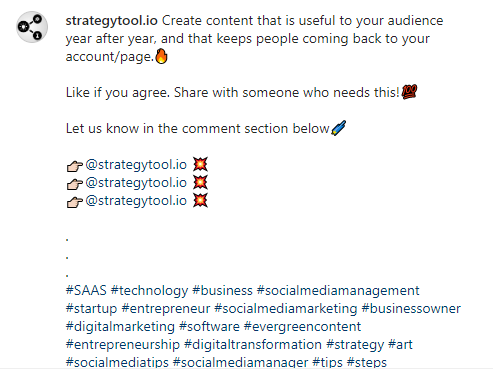 strategytool.io Create content that is useful to your audience
year after year, and that keeps people coming back to your
account/page.🔥
Like if you agree. Share with someone who needs this!💯
Let us know in the comment section below🖊
👉🏻@strategytool.io 💥
👉🏻@strategytool.io 💥
👉🏻@strategytool.io 💥
.
.
.
#SAAS #technology #business #socialmediamanagement
#startup #entrepreneur #socialmediamarketing #businessowner
#digitalmarketing #software #evergreencontent
#entrepreneurship #digitaltransformation #strategy #art
#socialmediatips #socialmediamanager #tips #steps